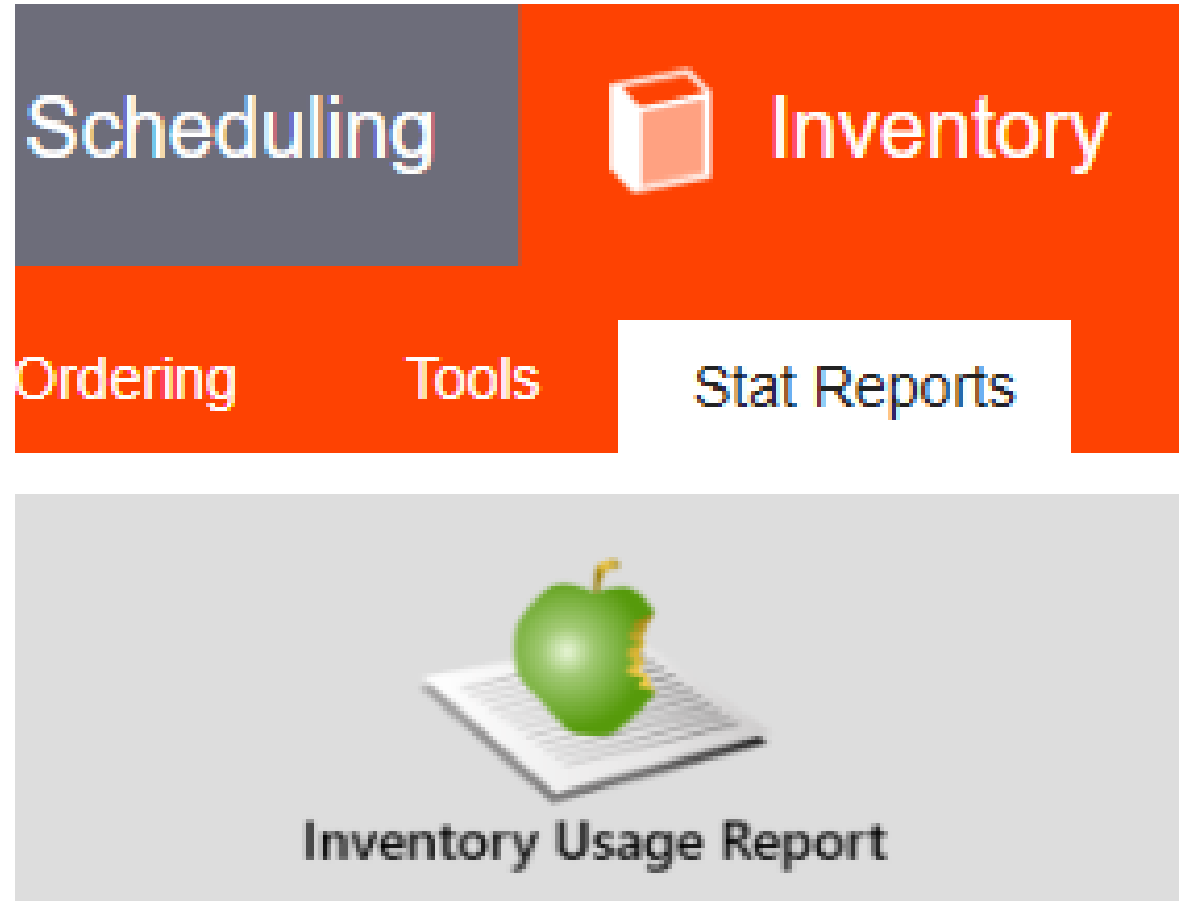 Scheduling Inventory
Ordering Tools Stat Reports
Inventory Usage Report